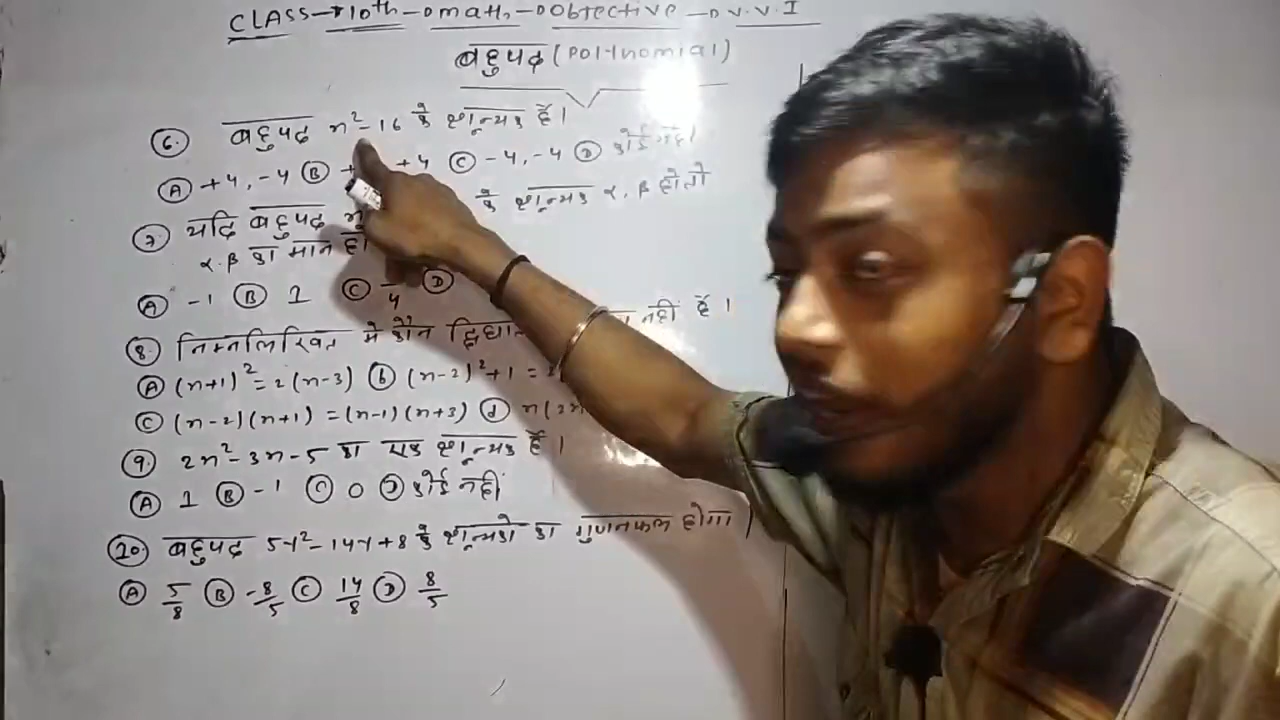 CLASS → 10th → math → Objective → V.V.I
बहुपद (Polynomial)
6. बहुपद x²-16 के शून्यक हैं।
A +4, -4 B + +4 C -4, -4 D कोई नहीं
7. यदि बहुपद के शून्यक α, β हो तो
α.β का मान हो
A -1 B 1 C 4 D
8. निम्नलिखित में कौन द्विघात नहीं हैं।
A (x+1)² = 2(x-3) b (x-2)² + 1 =
C (x-2)(x+1) = (x-1)(x+3) d x(2x
9. 2x²-3x-5 का एक शून्यक हैं।
A 1 B -1 C 0 D कोई नहीं
10. बहुपद 5y²-14y+8 के शून्यकों का गुणनफल होगा।
A 5/8 B -8/5 C 14/8 D 8/5